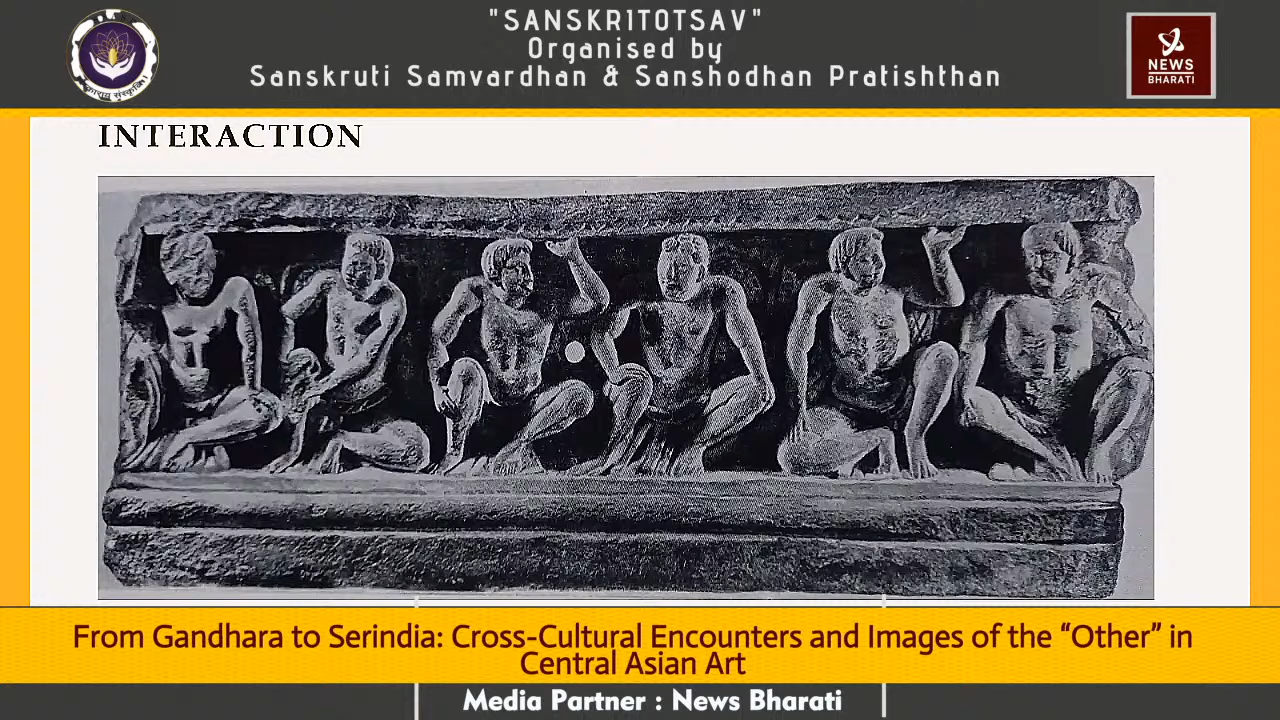 "SANSKRITOTSAV"
Organised by
Sanskruti Samvardhan & Sanshodhan Pratishthan
NEWS
BHARATI
INTERACTION
From Gandhara to Serindia: Cross-Cultural Encounters and Images of the “Other” in
Central Asian Art
Media Partner : News Bharati